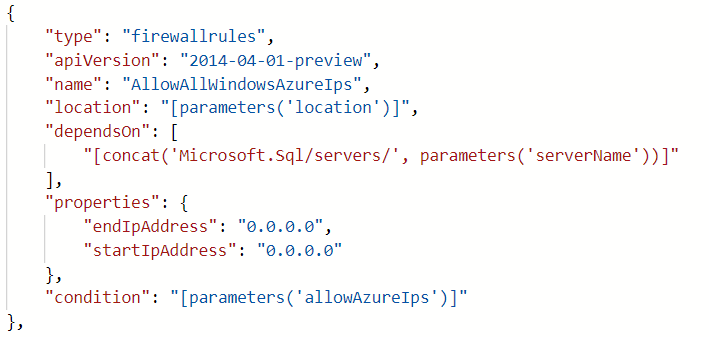 {
    "type": "firewallrules",
    "apiVersion": "2014-04-01-preview",
    "name": "AllowAllWindowsAzureIps",
    "location": "[parameters('location')]",
    "dependsOn": [
        "[concat('Microsoft.Sql/servers/', parameters('serverName'))]"
    ],
    "properties": {
        "endIpAddress": "0.0.0.0",
        "startIpAddress": "0.0.0.0"
    },
    "condition": "[parameters('allowAzureIps')]"
},